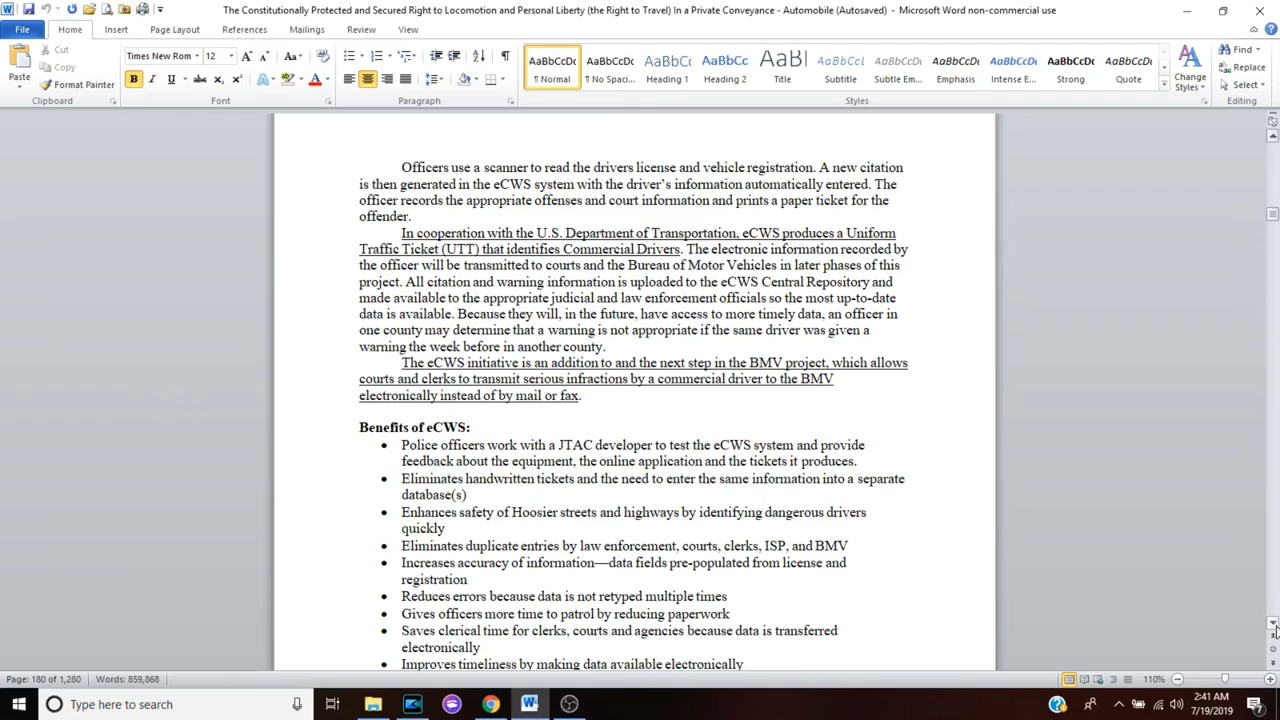 The Constitutionally Protected and Secured Right to Locomotion and Personal Liberty (the Right to Travel) In a Private Conveyance - Automobile (Autosaved) - Microsoft Word non-commercial use
File Home Insert Page Layout References Mailings Review View
Cut
Copy
Format Painter
Paste
Times New Rom 12
Clipboard Font Paragraph Styles Editing
AaBbCcDc AaBbCcDc AaBbCc AaBbCc AaB AaBbCcDc AaBbCcDc AaBbCcDc AaBbCcDc AaBbCcDc AaBbCcDc
¶ Normal ¶ No Spaci... Heading 1 Heading 2 Title Subtitle Subtle Em... Emphasis Intense E... Strong Quote
Change
Styles
Find
Replace
Select
Officers use a scanner to read the drivers license and vehicle registration. A new citation
is then generated in the eCWS system with the driver's information automatically entered. The
officer records the appropriate offenses and court information and prints a paper ticket for the
offender.
In cooperation with the U.S. Department of Transportation, eCWS produces a Uniform
Traffic Ticket (UTT) that identifies Commercial Drivers. The electronic information recorded by
the officer will be transmitted to courts and the Bureau of Motor Vehicles in later phases of this
project. All citation and warning information is uploaded to the eCWS Central Repository and
made available to the appropriate judicial and law enforcement officials so the most up-to-date
data is available. Because they will, in the future, have access to more timely data, an officer in
one county may determine that a warning is not appropriate if the same driver was given a
warning the week before in another county.
The eCWS initiative is an addition to and the next step in the BMV project, which allows
courts and clerks to transmit serious infractions by a commercial driver to the BMV
electronically instead of by mail or fax.
Benefits of eCWS:
• Police officers work with a JTAC developer to test the eCWS system and provide
feedback about the equipment, the online application and the tickets it produces.
• Eliminates handwritten tickets and the need to enter the same information into a separate
database(s)
• Enhances safety of Hoosier streets and highways by identifying dangerous drivers
quickly
• Eliminates duplicate entries by law enforcement, courts, clerks, ISP, and BMV
• Increases accuracy of information—data fields pre-populated from license and
registration
• Reduces errors because data is not retyped multiple times
• Gives officers more time to patrol by reducing paperwork
• Saves clerical time for clerks, courts and agencies because data is transferred
electronically
• Improves timeliness by making data available electronically
Page: 180 of 1,280 Words: 859,868 110%
Type here to search
2:41 AM
7/19/2019